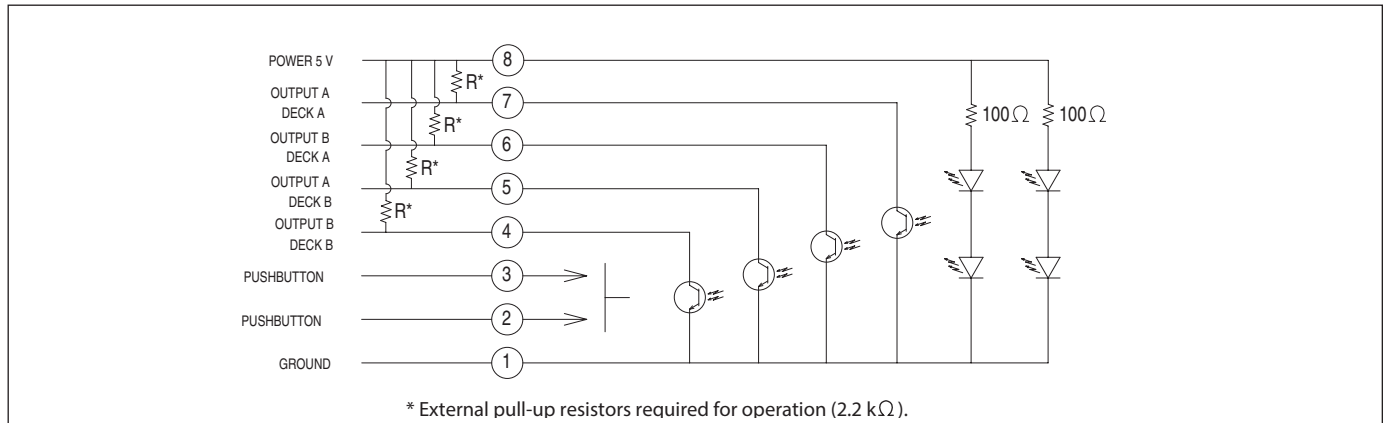 POWER 5 V
8
R*
OUTPUT A
DECK A
7
100Ω 100Ω
R*
OUTPUT B
DECK A
6
R*
OUTPUT A
DECK B
5
R*
OUTPUT B
DECK B
4
PUSHBUTTON
3
PUSHBUTTON
2
GROUND
1
* External pull-up resistors required for operation (2.2 kΩ).